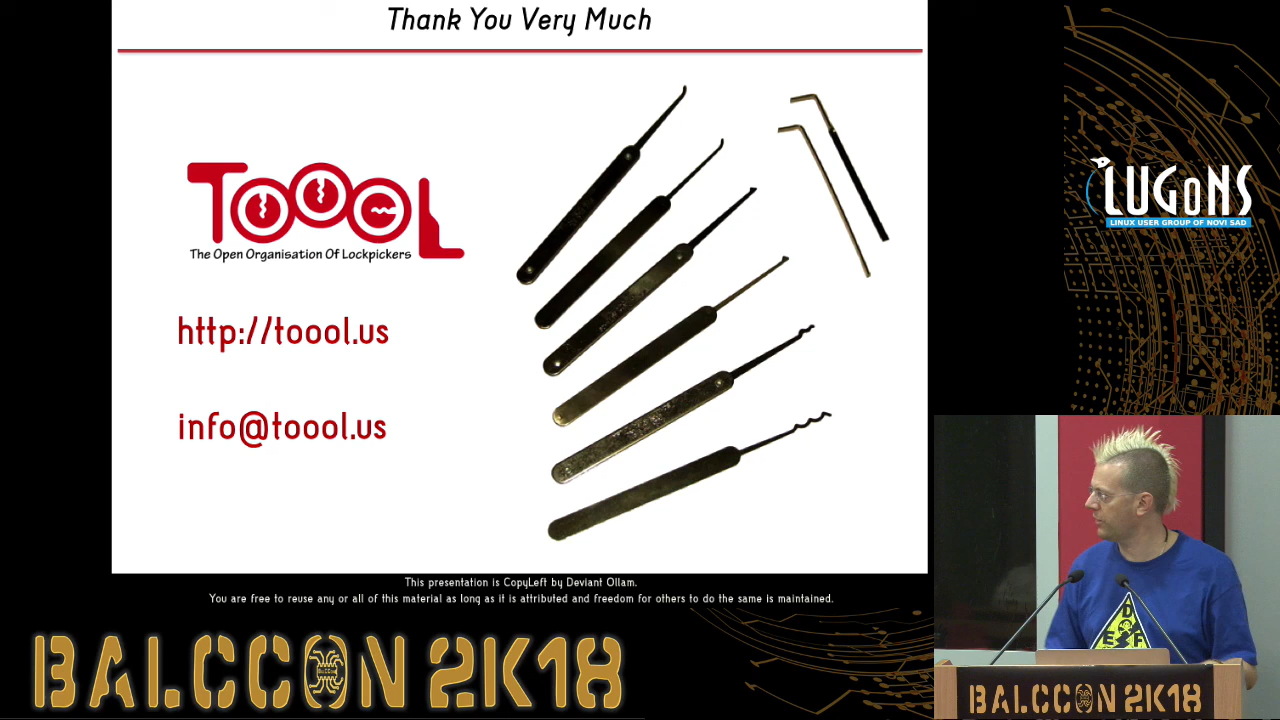 Thank You Very Much
TOOOL
The Open Organisation Of Lockpickers
http://toool.us
info@toool.us
This presentation is CopyLeft by Deviant Ollam.
You are free to reuse any or all of this material as long as it is attributed and freedom for others to do the same is maintained.
LUGoNS
LINUX USER GROUP OF NOVI SAD
BALCCON 2K18
BALCCON 2K18